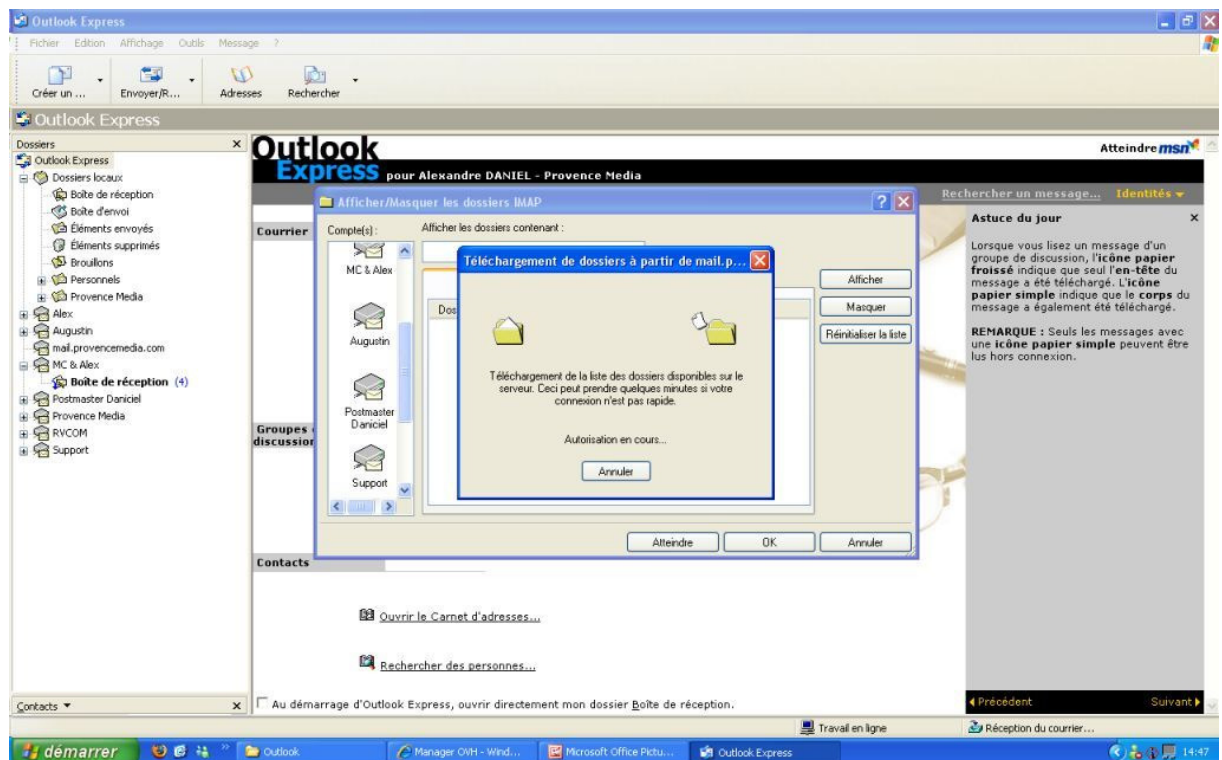 Outlook Express
Fichier Edition Affichage Outils Message ?
Créer un ... Envoyer/R... Adresses Rechercher
Outlook Express
Dossiers x
Outlook Express
Dossiers locaux
Boîte de réception
Boîte d'envoi
Éléments envoyés
Éléments supprimés
Brouillons
Personnels
Provence Media
Alex
Augustin
mail.provencemedia.com
MC & Alex
Boîte de réception (4)
Postmaster Daniciel
Provence Media
RVCOM
Support
Contacts x
Outlook
Express pour Alexandre DANIEL - Provence Media
Atteindre msn
Rechercher un message... Identités
Courrier
Groupes
discussion
Contacts
Ouvrir le Carnet d'adresses...
Rechercher des personnes...
Au démarrage d'Outlook Express, ouvrir directement mon dossier Boîte de réception.
Afficher/Masquer les dossiers IMAP
Compte(s) :
Afficher les dossiers contenant :
MC & Alex
Augustin
Postmaster
Daniciel
Support
Dos
Afficher
Masquer
Réinitialiser la liste
Atteindre OK Annuler
Téléchargement de dossiers à partir de mail.p...
Téléchargement de la liste des dossiers disponibles sur le
serveur. Ceci peut prendre quelques minutes si votre
connexion n'est pas rapide.
Autorisation en cours...
Annuler
Astuce du jour x
Lorsque vous lisez un message d'un
groupe de discussion, l'icône papier
froissé indique que seul l'en-tête du
message a été téléchargé. L'icône
papier simple indique que le corps du
message a également été téléchargé.
REMARQUE : Seuls les messages avec
une icône papier simple peuvent être
lus hors connexion.
Précédent Suivant
Travail en ligne Réception du courrier...
démarrer Outlook Manager OVH - Wind... Microsoft Office Pictu... Outlook Express 14:47